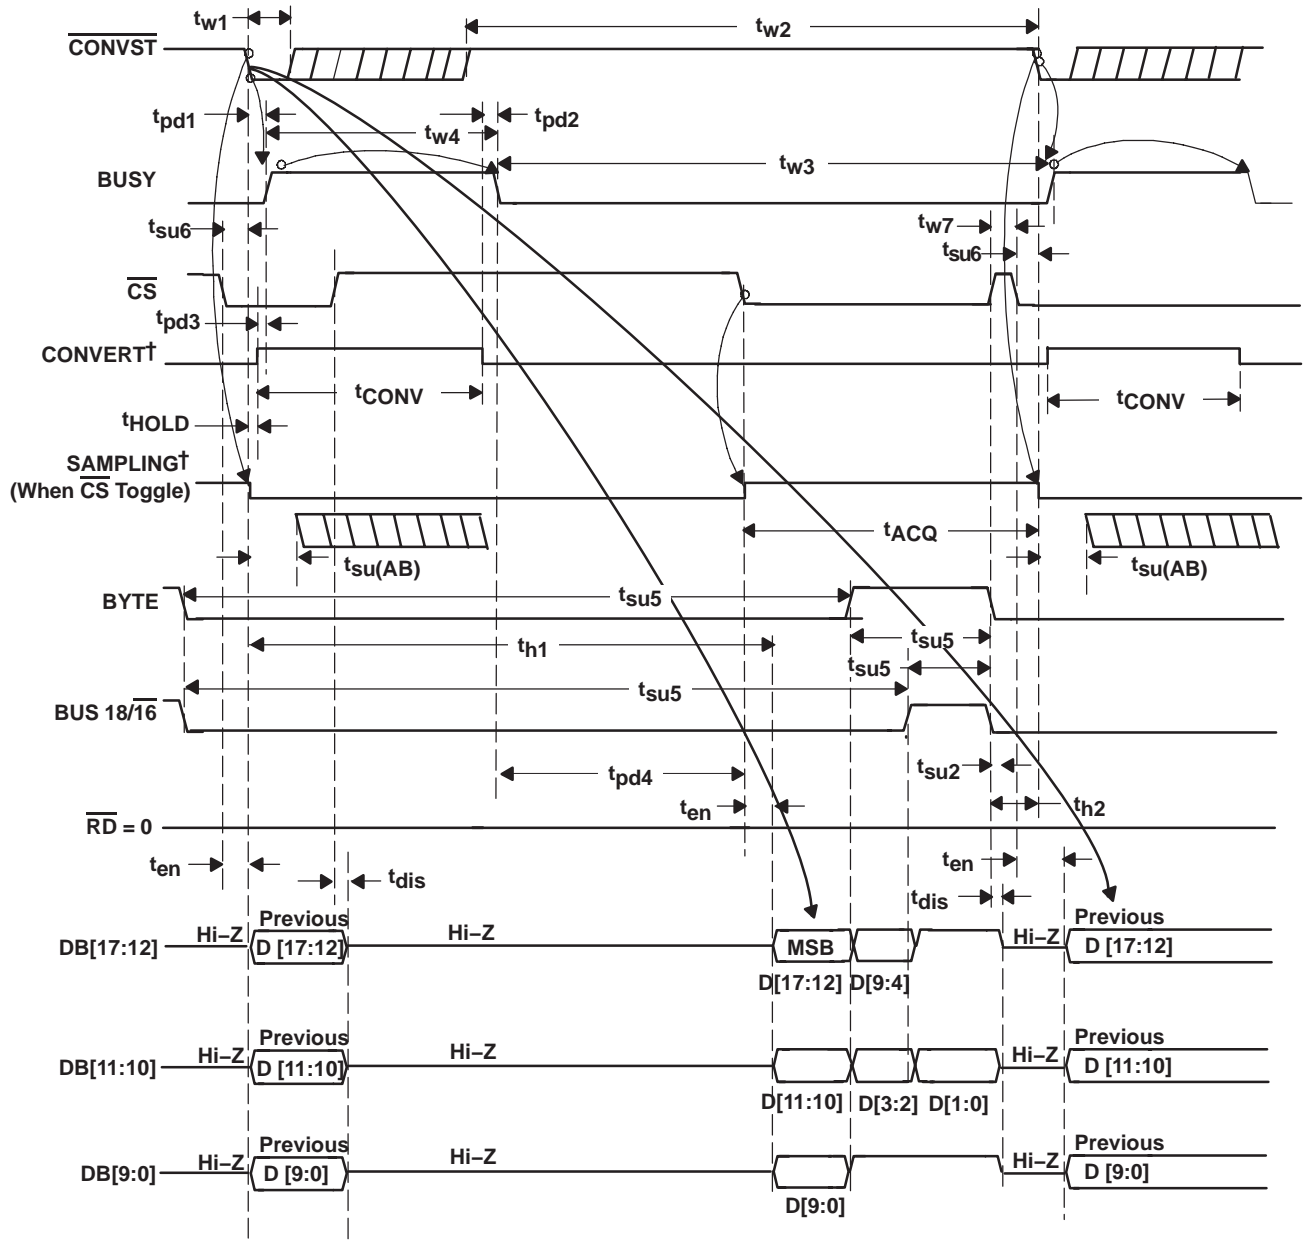 tw1
tw2
CONVST
tpd1
tw4
tpd2
tw3
BUSY
tw7
tsu6
tsu6
CS
tpd3
CONVERT†
tCONV
tCONV
tHOLD
SAMPLING†
(When CS Toggle)
tACQ
tsu(AB)
tsu(AB)
BYTE
tsu5
th1
tsu5
tsu5
tsu5
BUS 18/16
tpd4
tsu2
ten
th2
RD = 0
ten
tdis
ten
tdis
Previous
Previous
DB[17:12]
Hi–Z
D [17:12]
Hi–Z
MSB
Hi–Z
D [17:12]
D[17:12]
D[9:4]
Previous
Previous
DB[11:10]
Hi–Z
D [11:10]
Hi–Z
Hi–Z
D [11:10]
D[11:10]
D[3:2]
D[1:0]
Previous
Previous
DB[9:0]
Hi–Z
D [9:0]
Hi–Z
Hi–Z
D [9:0]
D[9:0]